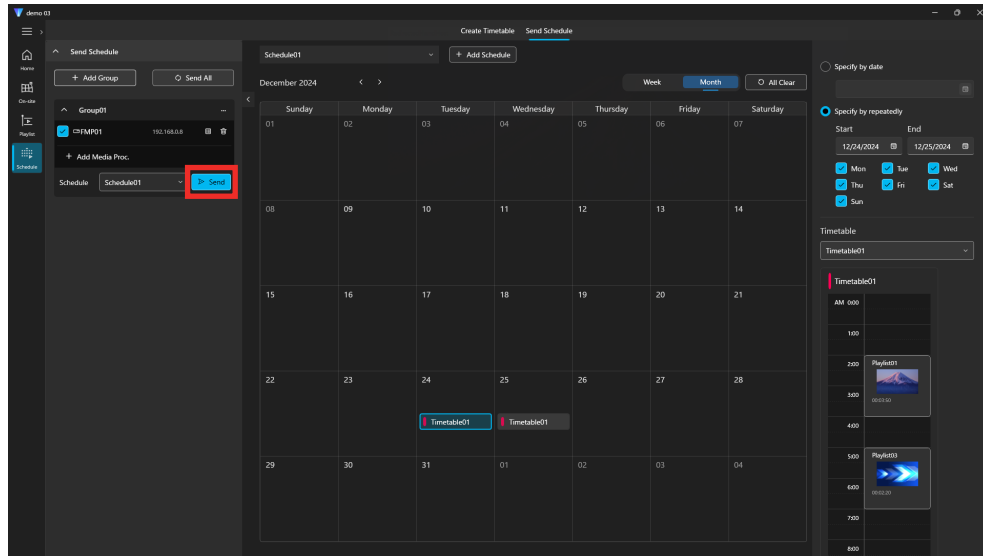 demo 03
Create Timetable Send Schedule
Home
On-site
Playlist
Schedule
Send Schedule
+ Add Group Send All
Group01 ...
FMP01 192.168.0.8
+ Add Media Proc.
Schedule Schedule01 Send
Schedule01 + Add Schedule
December 2024 < > Week Month All Clear
Sunday Monday Tuesday Wednesday Thursday Friday Saturday
01 02 03 04 05 06 07
08 09 10 11 12 13 14
15 16 17 18 19 20 21
22 23 24 25 26 27 28
Timetable01 Timetable01
29 30 31 01 02 03 04
Specify by date
Specify by repeatedly
Start End
12/24/2024 12/25/2024
Mon Tue Wed
Thu Fri Sat
Sun
Timetable
Timetable01
Timetable01
AM 0:00
1:00
2:00 Playlist01
3:00 00:03:50
4:00
5:00 Playlist03
6:00 00:02:20
7:00
8:00